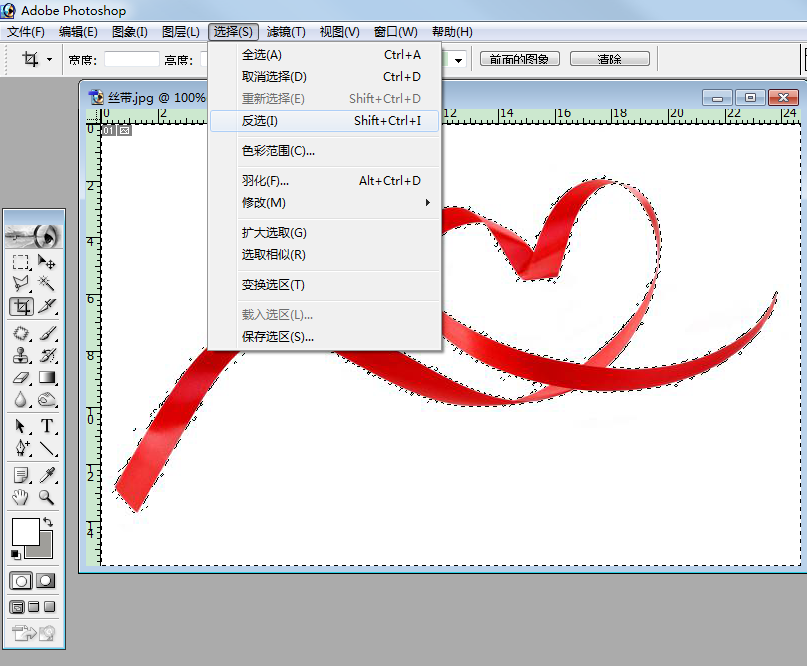 Adobe Photoshop
文件(F) 编辑(E) 图象(I) 图层(L) 选择(S) 滤镜(T) 视图(V) 窗口(W) 帮助(H)
宽度: 高度: 前面的图象 清除
全选(A) Ctrl+A
取消选择(D) Ctrl+D
重新选择(E) Shift+Ctrl+D
反选(I) Shift+Ctrl+I
色彩范围(C)...
羽化(F)... Alt+Ctrl+D
修改(M)
扩大选取(G)
选取相似(R)
变换选区(T)
载入选区(L)...
保存选区(S)...
丝带.jpg @ 100%
0 2 12 14 16 18 20 22 24
01
0
2
4
6
8
10
12
14
T